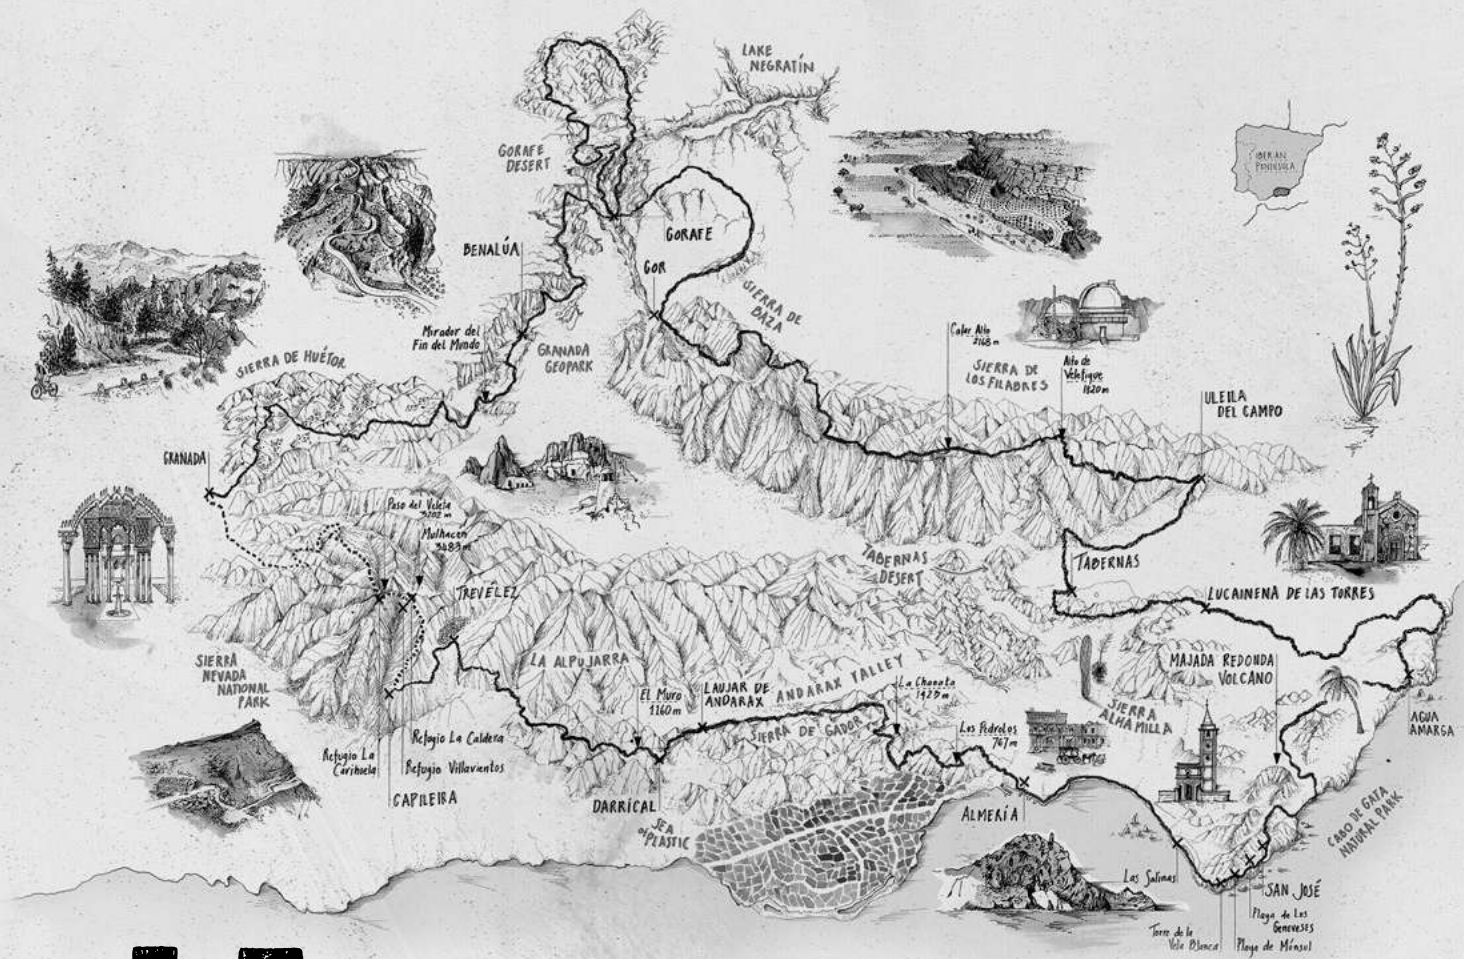 LAKE
NEGRATÍN
GORAFE
DESERT
IBERIAN
PENINSULA
GORAFE
BENALÚA
GOR
SIERRA DE
BAZA
Mirador del
Fin del Mundo
GRANADA
GEOPARK
Calar Alto
2168 m
SIERRA DE
LOS FILABRES
Alto de
Velefique
1820 m
SIERRA DE HUÉTOR
ULEILA
DEL CAMPO
GRANADA
Paso del Veleta
3202 m
Mulhacén
3483 m
TABERNAS
DESERT
TABERNAS
TREVÉLEZ
LUCAINENA DE LAS TORRES
SIERRA
NEVADA
NATIONAL
PARK
LA ALPUJARRA
El Muro
1160 m
LAUJAR DE
ANDARAX
ANDARAX VALLEY
La Chanata
1425 m
MAJADA REDONDA
VOLCANO
SIERRA
ALHAMILLA
SIERRA DE GADOR
Los Pedrolos
767 m
AGUA
AMARGA
Refugio La Caldera
Refugio La
Carihuela
Refugio Villavientos
CAPILEIRA
DARRICAL
SEA
of PLASTIC
ALMERÍA
CABO DE GATA
NATURAL PARK
Las Salinas
SAN JOSÉ
Playa de Los
Genoveses
Torre de la
Vela Blanca
Playa de Mónsul